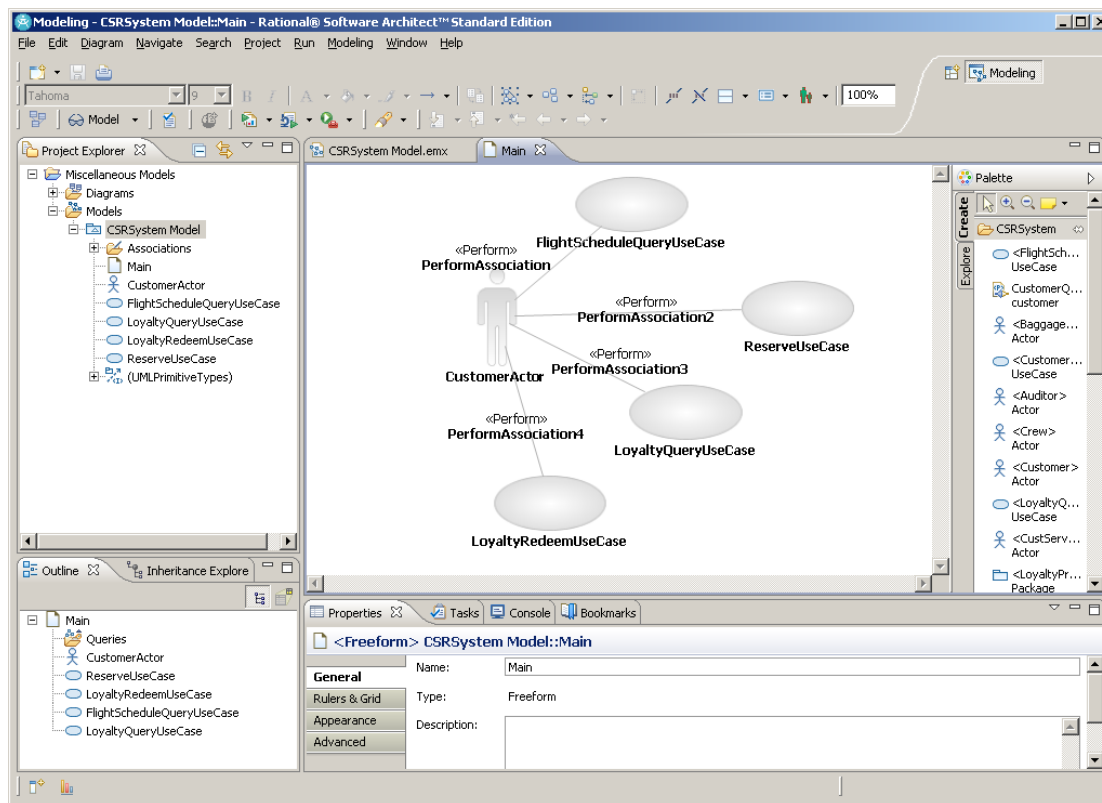 Modeling - CSRSystem Model::Main - Rational® Software Architect™ Standard Edition
File Edit Diagram Navigate Search Project Run Modeling Window Help
Modeling
Tahoma 9 B I A 100%
Model
Project Explorer
Miscellaneous Models
Diagrams
Models
CSRSystem Model
Associations
Main
CustomerActor
FlightScheduleQueryUseCase
LoyaltyQueryUseCase
LoyaltyRedeemUseCase
ReserveUseCase
(UMLPrimitiveTypes)
CSRSystem Model.emx Main
FlightScheduleQueryUseCase
«Perform»
PerformAssociation
«Perform»
PerformAssociation2
ReserveUseCase
«Perform»
PerformAssociation3
CustomerActor
«Perform»
PerformAssociation4
LoyaltyQueryUseCase
LoyaltyRedeemUseCase
Palette
Create
Explore
CSRSystem
<FlightSch...
UseCase
CustomerQ...
customer
<Baggage...
Actor
<Customer...
UseCase
<Auditor>
Actor
<Crew>
Actor
<Customer>
Actor
<LoyaltyQ...
UseCase
<CustServ...
Actor
<LoyaltyPr...
Package
Outline Inheritance Explore
Main
Queries
CustomerActor
ReserveUseCase
LoyaltyRedeemUseCase
FlightScheduleQueryUseCase
LoyaltyQueryUseCase
Properties Tasks Console Bookmarks
<Freeform> CSRSystem Model::Main
General
Rulers & Grid
Appearance
Advanced
Name: Main
Type: Freeform
Description: